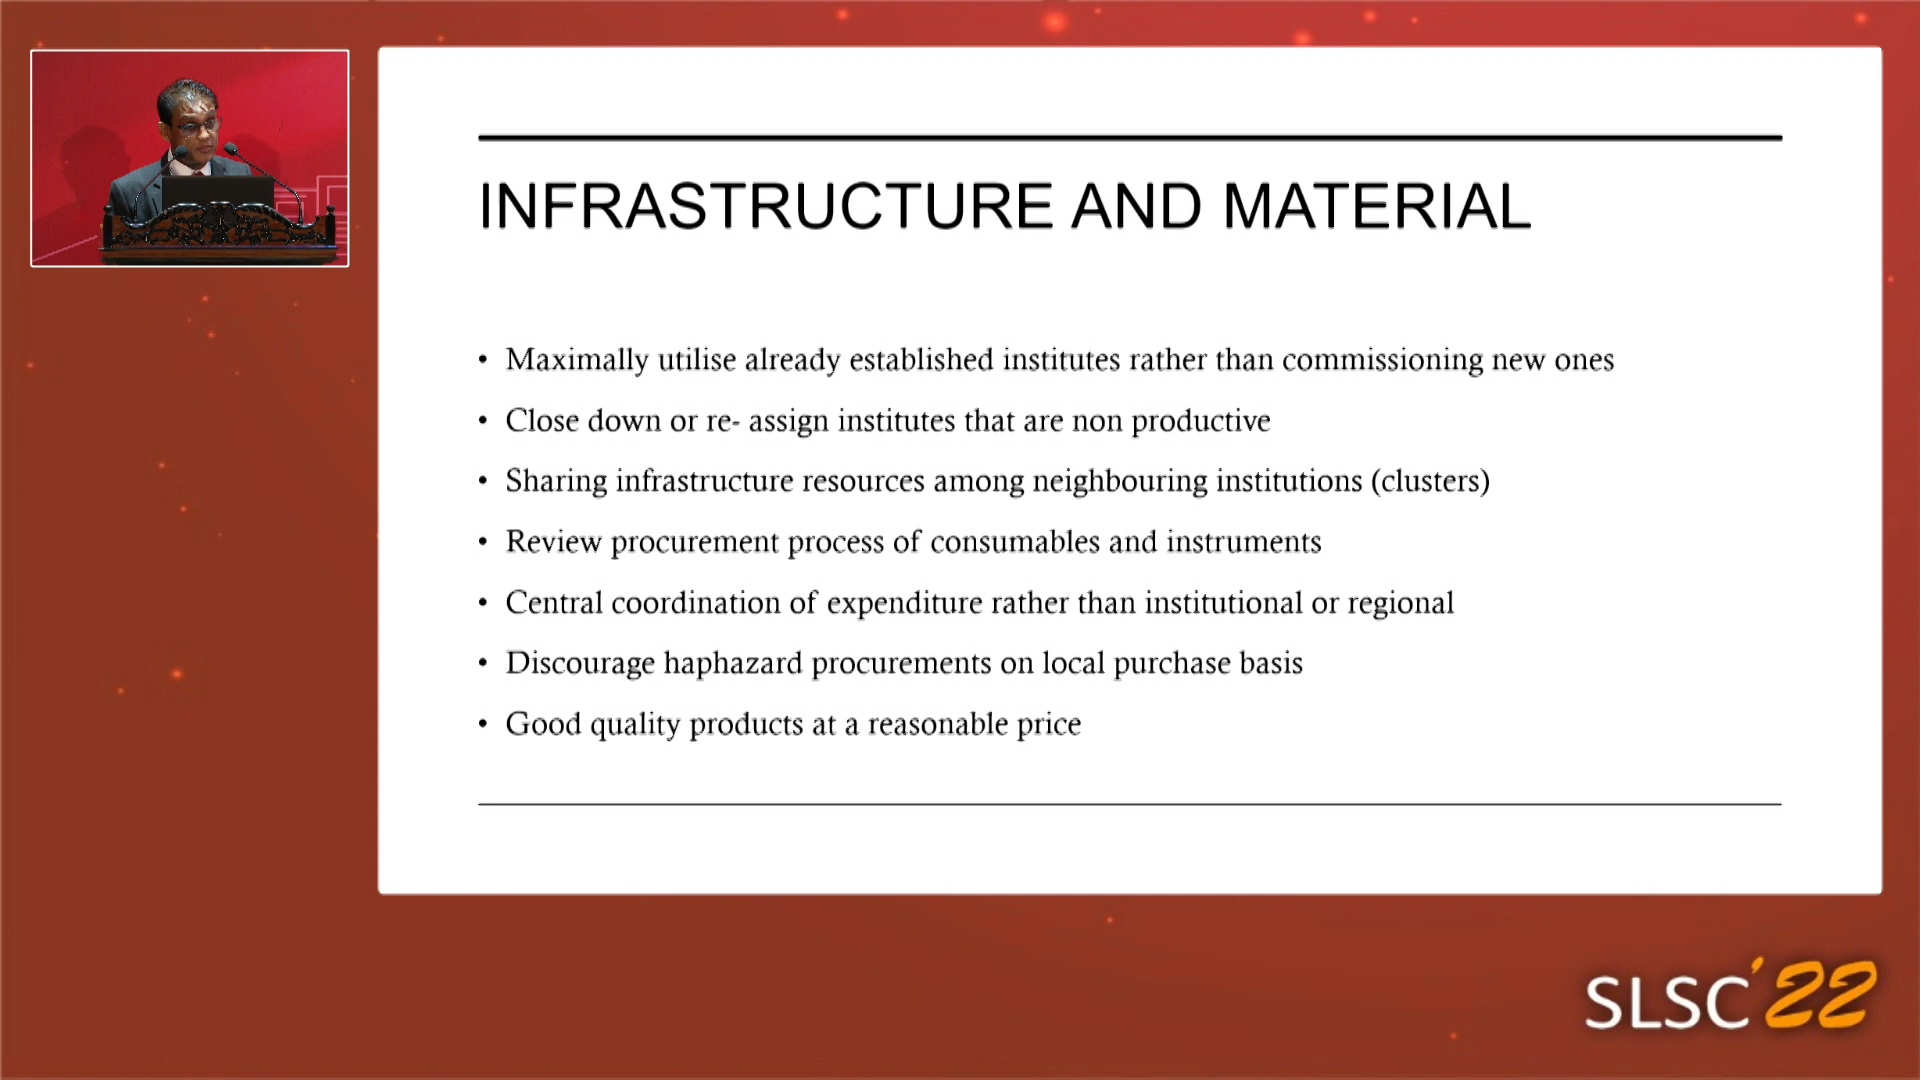 INFRASTRUCTURE AND MATERIAL
• Maximally utilise already established institutes rather than commissioning new ones
• Close down or re- assign institutes that are non productive
• Sharing infrastructure resources among neighbouring institutions (clusters)
• Review procurement process of consumables and instruments
• Central coordination of expenditure rather than institutional or regional
• Discourage haphazard procurements on local purchase basis
• Good quality products at a reasonable price
SLSC'22